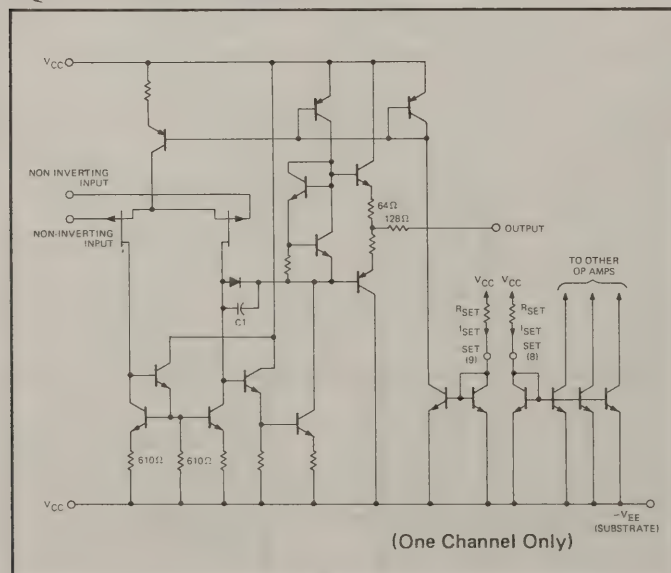 VCC
NON INVERTING
INPUT
NON-INVERTING
INPUT
64Ω
128Ω
OUTPUT
C1
610Ω
610Ω
TO OTHER
OP AMPS
VCC
VCC
RSET
RSET
ISET
ISET
SET
(9)
SET
(8)
VCC
-VEE
(SUBSTRATE)
(One Channel Only)